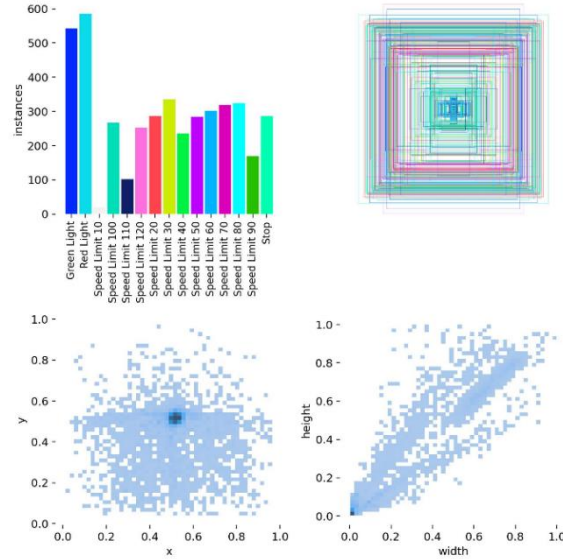 600
500
400
300
200
100
0
instances
Green Light
Red Light
Speed Limit 10
Speed Limit 100
Speed Limit 110
Speed Limit 120
Speed Limit 20
Speed Limit 30
Speed Limit 40
Speed Limit 50
Speed Limit 60
Speed Limit 70
Speed Limit 80
Speed Limit 90
Stop
1.0
0.8
0.6
0.4
0.2
0.0
y
0.0 0.2 0.4 0.6 0.8 1.0
x
1.0
0.8
0.6
0.4
0.2
0.0
height
0.0 0.2 0.4 0.6 0.8 1.0
width